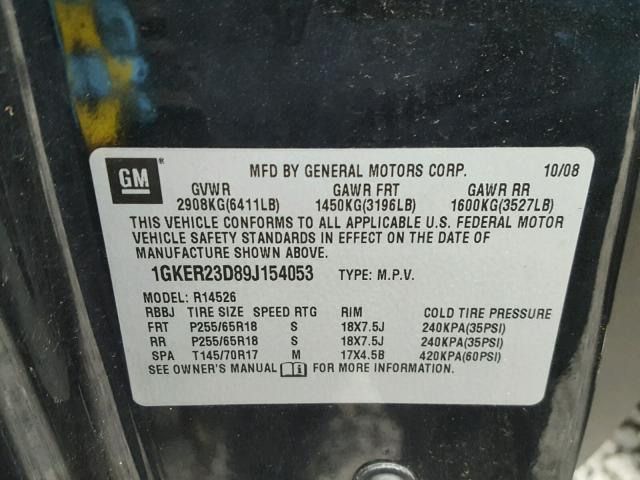 GM ® MFD BY GENERAL MOTORS CORP. 10/08
GVWR GAWR FRT GAWR RR
2908KG(6411LB) 1450KG(3196LB) 1600KG(3527LB)
THIS VEHICLE CONFORMS TO ALL APPLICABLE U.S. FEDERAL MOTOR
VEHICLE SAFETY STANDARDS IN EFFECT ON THE DATE OF
MANUFACTURE SHOWN ABOVE.
1GKER23D89J154053 TYPE: M.P.V.
MODEL: R14526
RBBJ TIRE SIZE SPEED RTG RIM COLD TIRE PRESSURE
FRT P255/65R18 S 18X7.5J 240KPA(35PSI)
RR P255/65R18 S 18X7.5J 240KPA(35PSI)
SPA T145/70R17 M 17X4.5B 420KPA(60PSI)
SEE OWNER'S MANUAL i FOR MORE INFORMATION.